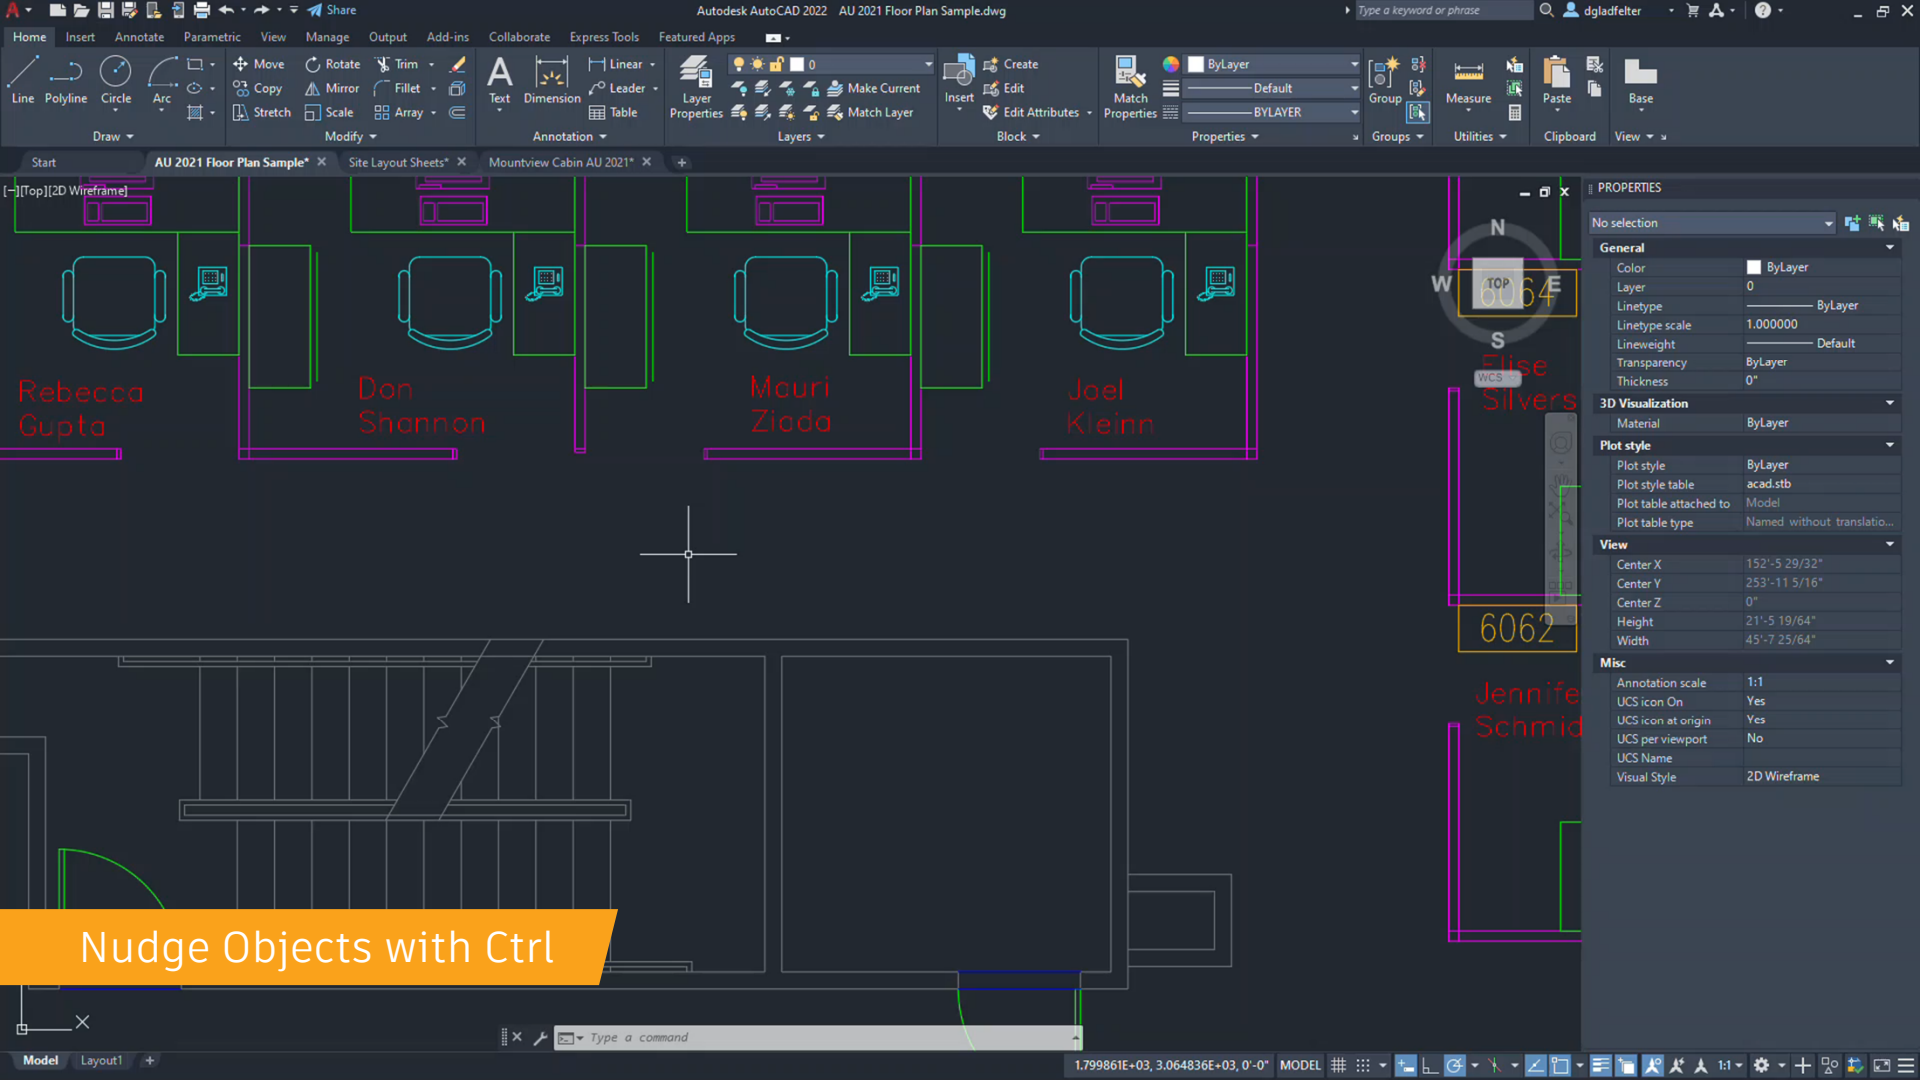 Share
Autodesk AutoCAD 2022 AU 2021 Floor Plan Sample.dwg
Type a keyword or phrase
dgladfelter
Home Insert Annotate Parametric View Manage Output Add-ins Collaborate Express Tools Featured Apps
Line Polyline Circle Arc
Move Rotate Trim
Copy Mirror Fillet
Stretch Scale Array
Text Dimension
Linear
Leader
Table
Layer Properties
0
Make Current
Match Layer
Insert
Create
Edit
Edit Attributes
Match Properties
ByLayer
Default
BYLAYER
Group Measure Paste Base
Draw Modify Annotation Layers Block Properties Groups Utilities Clipboard View
Start AU 2021 Floor Plan Sample* Site Layout Sheets* Mountview Cabin AU 2021*
[−][Top][2D Wireframe]
Rebecca
Gupta
Don
Shannon
Mauri
Ziada
Joel
Kleinn
N
W TOP E
S
WCS
6064
Elise
Silvers
6062
Jennife
Schmid
PROPERTIES
No selection
General
Color ByLayer
Layer 0
Linetype ByLayer
Linetype scale 1.000000
Lineweight Default
Transparency ByLayer
Thickness 0"
3D Visualization
Material ByLayer
Plot style
Plot style ByLayer
Plot style table acad.stb
Plot table attached to Model
Plot table type Named without translatio...
View
Center X 152'-5 29/32"
Center Y 253'-11 5/16"
Center Z 0"
Height 21'-5 19/64"
Width 45'-7 25/64"
Misc
Annotation scale 1:1
UCS icon On Yes
UCS icon at origin Yes
UCS per viewport No
UCS Name
Visual Style 2D Wireframe
Nudge Objects with Ctrl
X
Type a command
Model Layout1
1.799861E+03, 3.064836E+03, 0'-0" MODEL 1:1